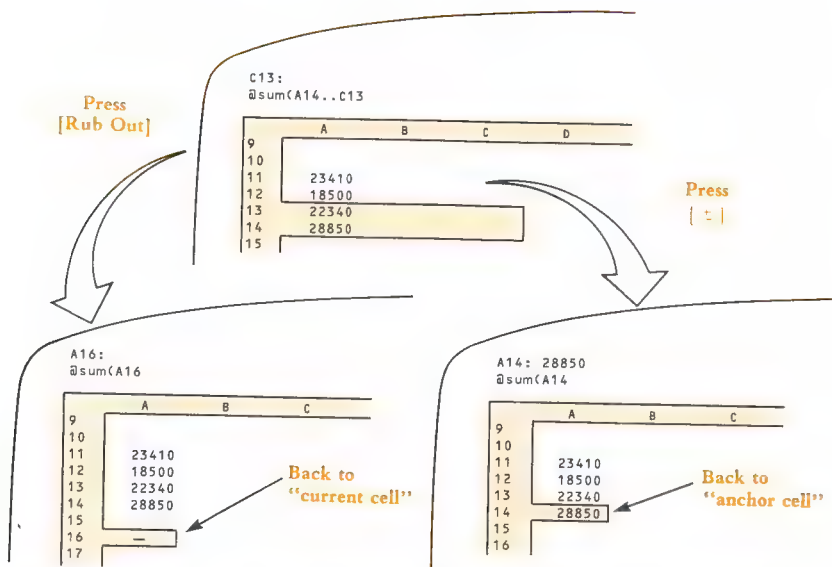 C13:
@sum(A14..C13
Press
[Rub Out]
A B C D
9
10
11 23410
12 18500
13 22340
14 28850
15
Press
A16:
@sum(A16
A B C
9
10
11 23410
12 18500
13 22340
14 28850
15
16 —
17
Back to
“current cell”
A14: 28850
@sum(A14
A B C
9
10
11 23410
12 18500
13 22340
14 28850
15
16
Back to
“anchor cell”